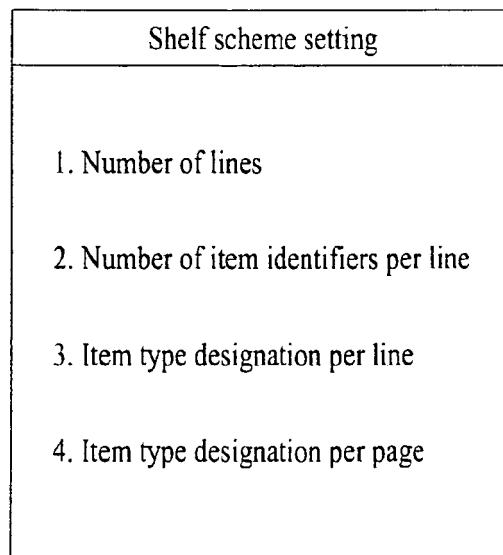 Shelf scheme setting
1. Number of lines
2. Number of item identifiers per line
3. Item type designation per line
4. Item type designation per page